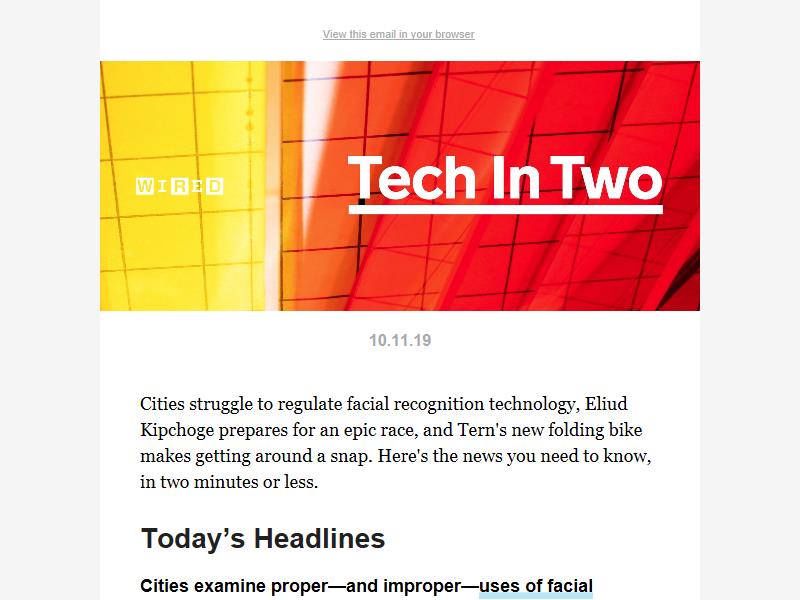 View this email in your browser
WIRED
Tech In Two
10.11.19
Cities struggle to regulate facial recognition technology, Eliud
Kipchoge prepares for an epic race, and Tern's new folding bike
makes getting around a snap. Here's the news you need to know,
in two minutes or less.
Today’s Headlines
Cities examine proper—and improper—uses of facial